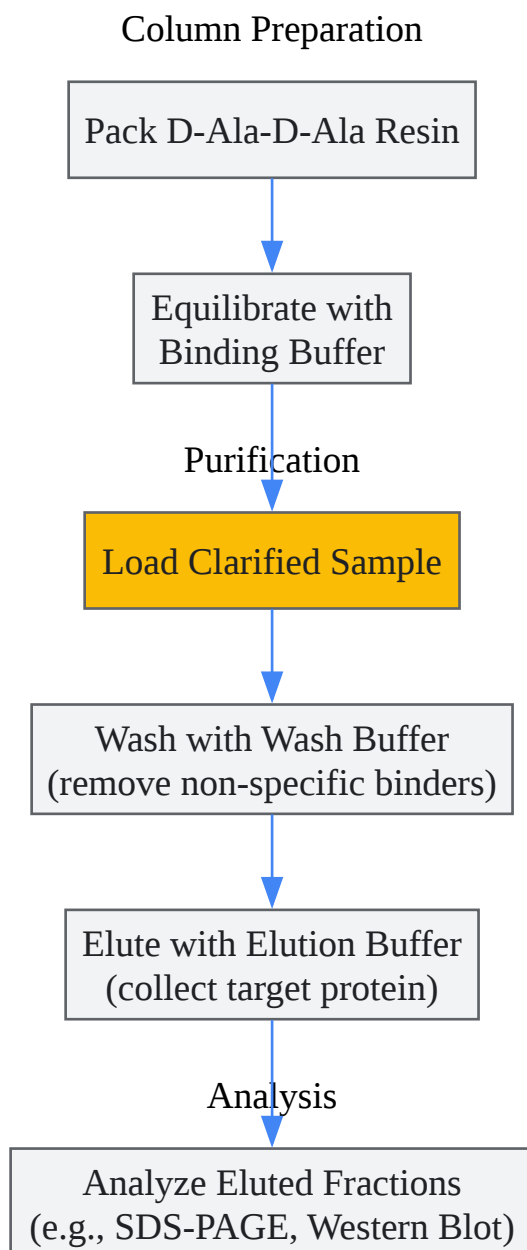 Column Preparation
Pack D-Ala-D-Ala Resin
Equilibrate with
Binding Buffer
Purification
Load Clarified Sample
Wash with Wash Buffer
(remove non-specific binders)
Elute with Elution Buffer
(collect target protein)
Analysis
Analyze Eluted Fractions
(e.g., SDS-PAGE, Western Blot)